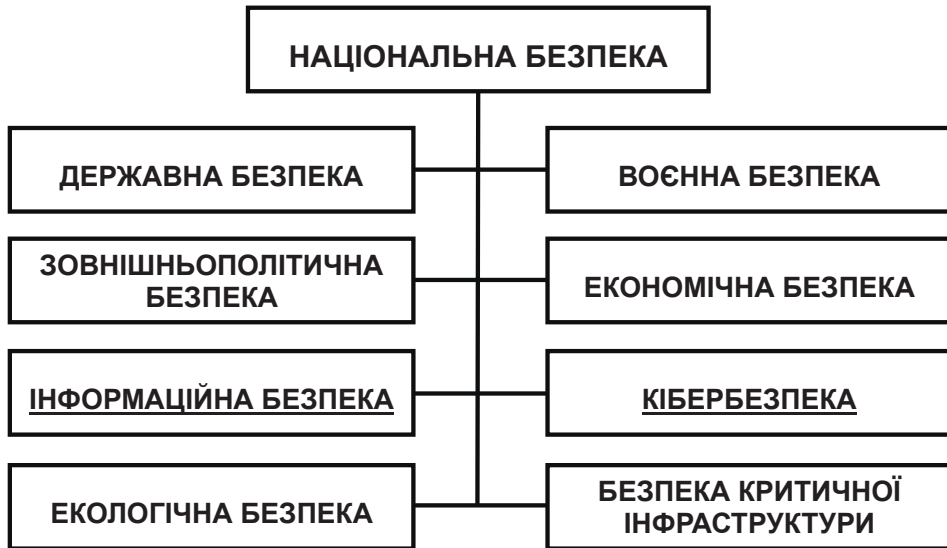 НАЦІОНАЛЬНА БЕЗПЕКА
ДЕРЖАВНА БЕЗПЕКА
ВОЄННА БЕЗПЕКА
ЗОВНІШНЬОПОЛІТИЧНА
БЕЗПЕКА
ЕКОНОМІЧНА БЕЗПЕКА
ІНФОРМАЦІЙНА БЕЗПЕКА
КІБЕРБЕЗПЕКА
ЕКОЛОГІЧНА БЕЗПЕКА
БЕЗПЕКА КРИТИЧНОЇ
ІНФРАСТРУКТУРИ